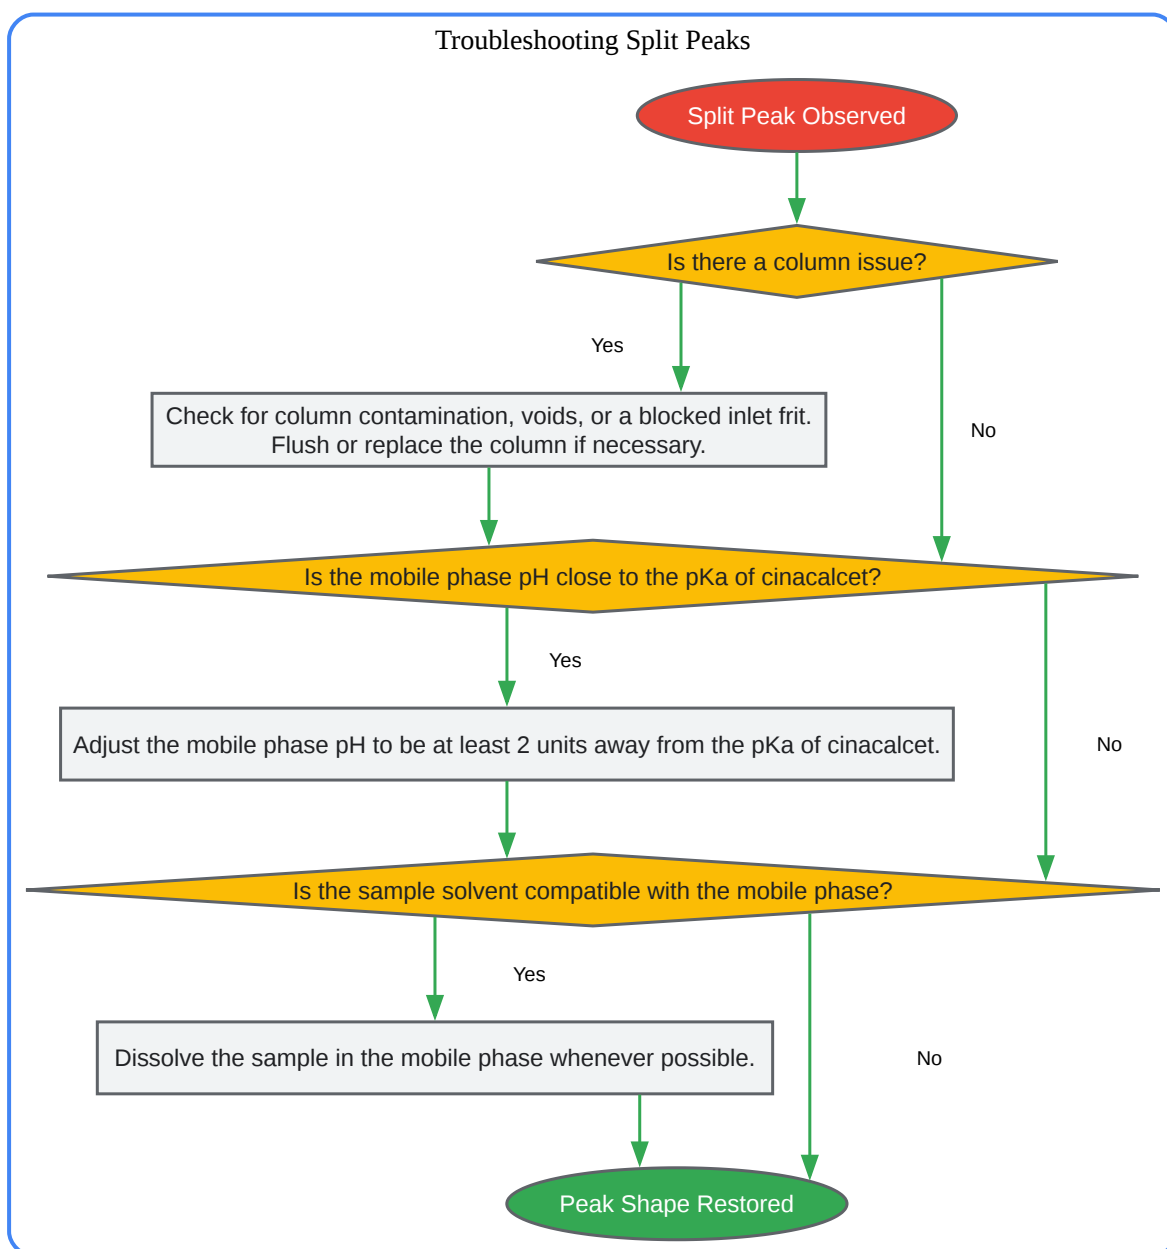 Troubleshooting Split Peaks
Split Peak Observed
Is there a column issue?
Yes
Check for column contamination, voids, or a blocked inlet frit.
Flush or replace the column if necessary.
No
Is the mobile phase pH close to the pKa of cinacalcet?
Yes
Adjust the mobile phase pH to be at least 2 units away from the pKa of cinacalcet.
No
Is the sample solvent compatible with the mobile phase?
Yes
Dissolve the sample in the mobile phase whenever possible.
No
Peak Shape Restored